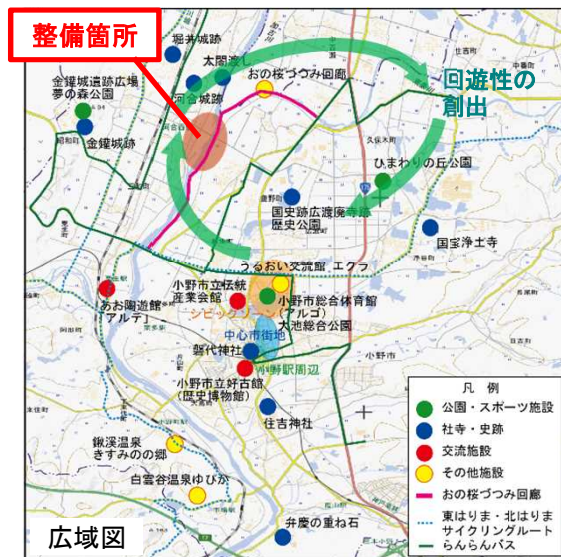 整備箇所
堀井城跡
太閤渡し
おの桜づつみ回廊
金鑵城遺跡広場
夢の森公園
河合城跡
回遊性の
創出
金鑵城跡
ひまわりの丘公園
国史跡広渡廃寺跡
歴史公園
国宝浄土寺
うるおい交流館 エクラ
小野市立伝統
産業会館
あお陶遊館
「アルテ」
小野市総合体育館
(アルゴ)
シビックゾーン
大池総合公園
中心市街地
磐代神社
小野駅周辺
小野市
小野市立好古館
(歴史博物館)
住吉神社
鍬渓温泉
きすみのの郷
白雲谷温泉ゆぴか
弁慶の重ね石
広域図
凡 例
公園・スポーツ施設
社寺・史跡
交流施設
その他施設
おの桜づつみ回廊
東はりま・北はりま
サイクリングルート
らんらんバス